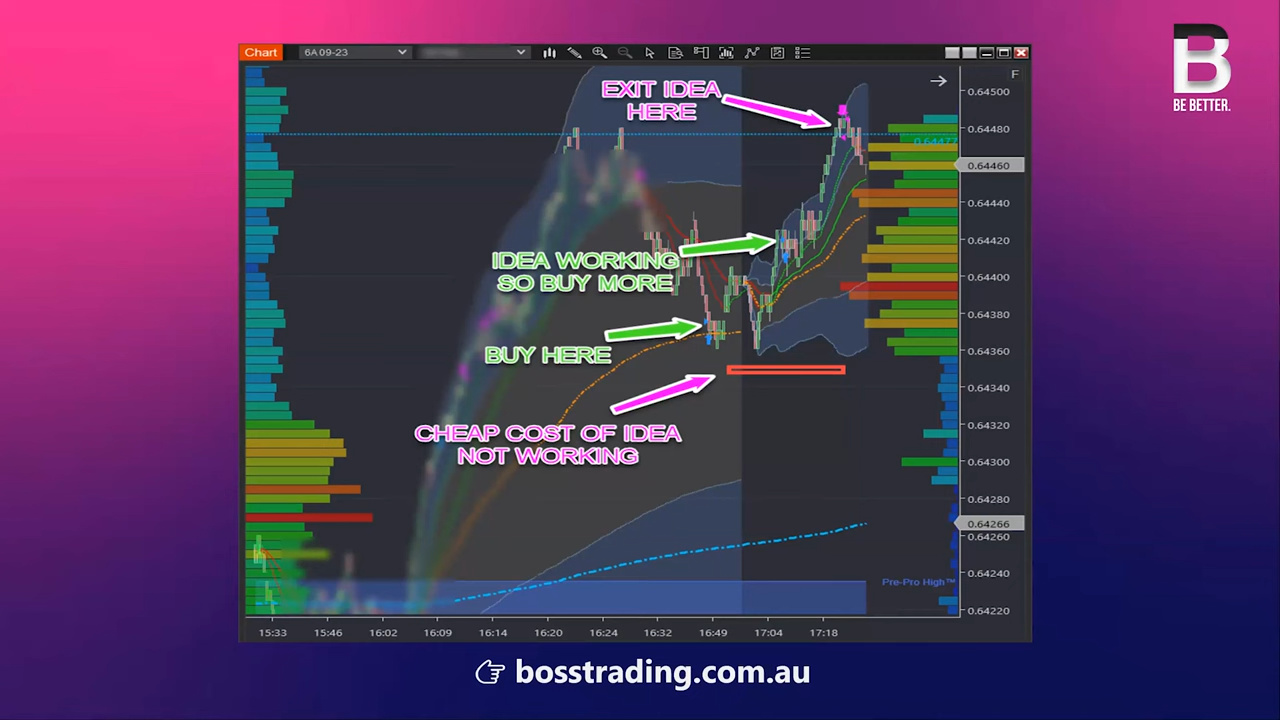 Chart
6A 09-23
B
BE BETTER.
F
EXIT IDEA
HERE
IDEA WORKING
SO BUY MORE
BUY HERE
CHEAP COST OF IDEA
NOT WORKING
0.64500
0.64480
0.64477
0.64460
0.64440
0.64420
0.64400
0.64380
0.64360
0.64340
0.64320
0.64300
0.64280
0.64266
0.64260
0.64240
0.64220
Pre-Pro High™
15:33 15:46 16:02 16:09 16:14 16:20 16:24 16:32 16:49 17:04 17:18
bosstrading.com.au